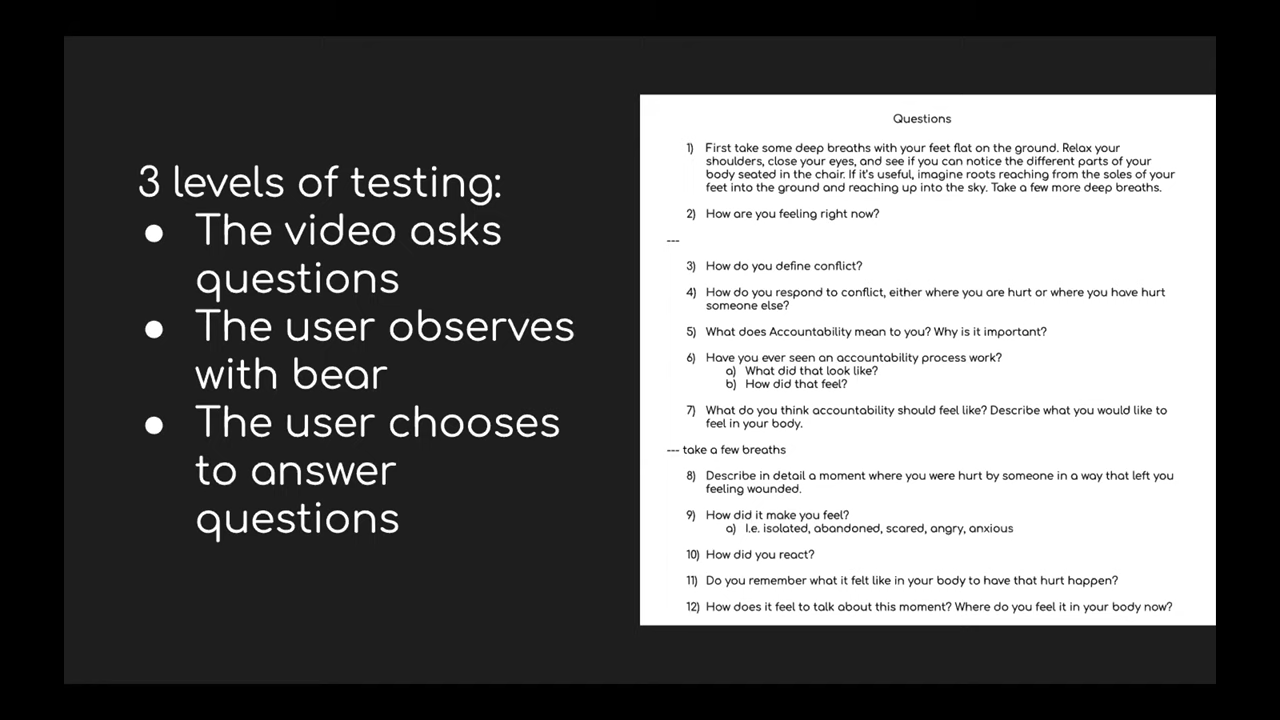 3 levels of testing:
● The video asks
questions
● The user observes
with bear
● The user chooses
to answer
questions
Questions
1) First take some deep breaths with your feet flat on the ground. Relax your
shoulders, close your eyes, and see if you can notice the different parts of your
body seated in the chair. If it's useful, imagine roots reaching from the soles of your
feet into the ground and reaching up into the sky. Take a few more deep breaths.
2) How are you feeling right now?
---
3) How do you define conflict?
4) How do you respond to conflict, either where you are hurt or where you have hurt
someone else?
5) What does Accountability mean to you? Why is it important?
6) Have you ever seen an accountability process work?
a) What did that look like?
b) How did that feel?
7) What do you think accountability should feel like? Describe what you would like to
feel in your body.
--- take a few breaths
8) Describe in detail a moment where you were hurt by someone in a way that left you
feeling wounded.
9) How did it make you feel?
a) I.e. isolated, abandoned, scared, angry, anxious
10) How did you react?
11) Do you remember what it felt like in your body to have that hurt happen?
12) How does it feel to talk about this moment? Where do you feel it in your body now?